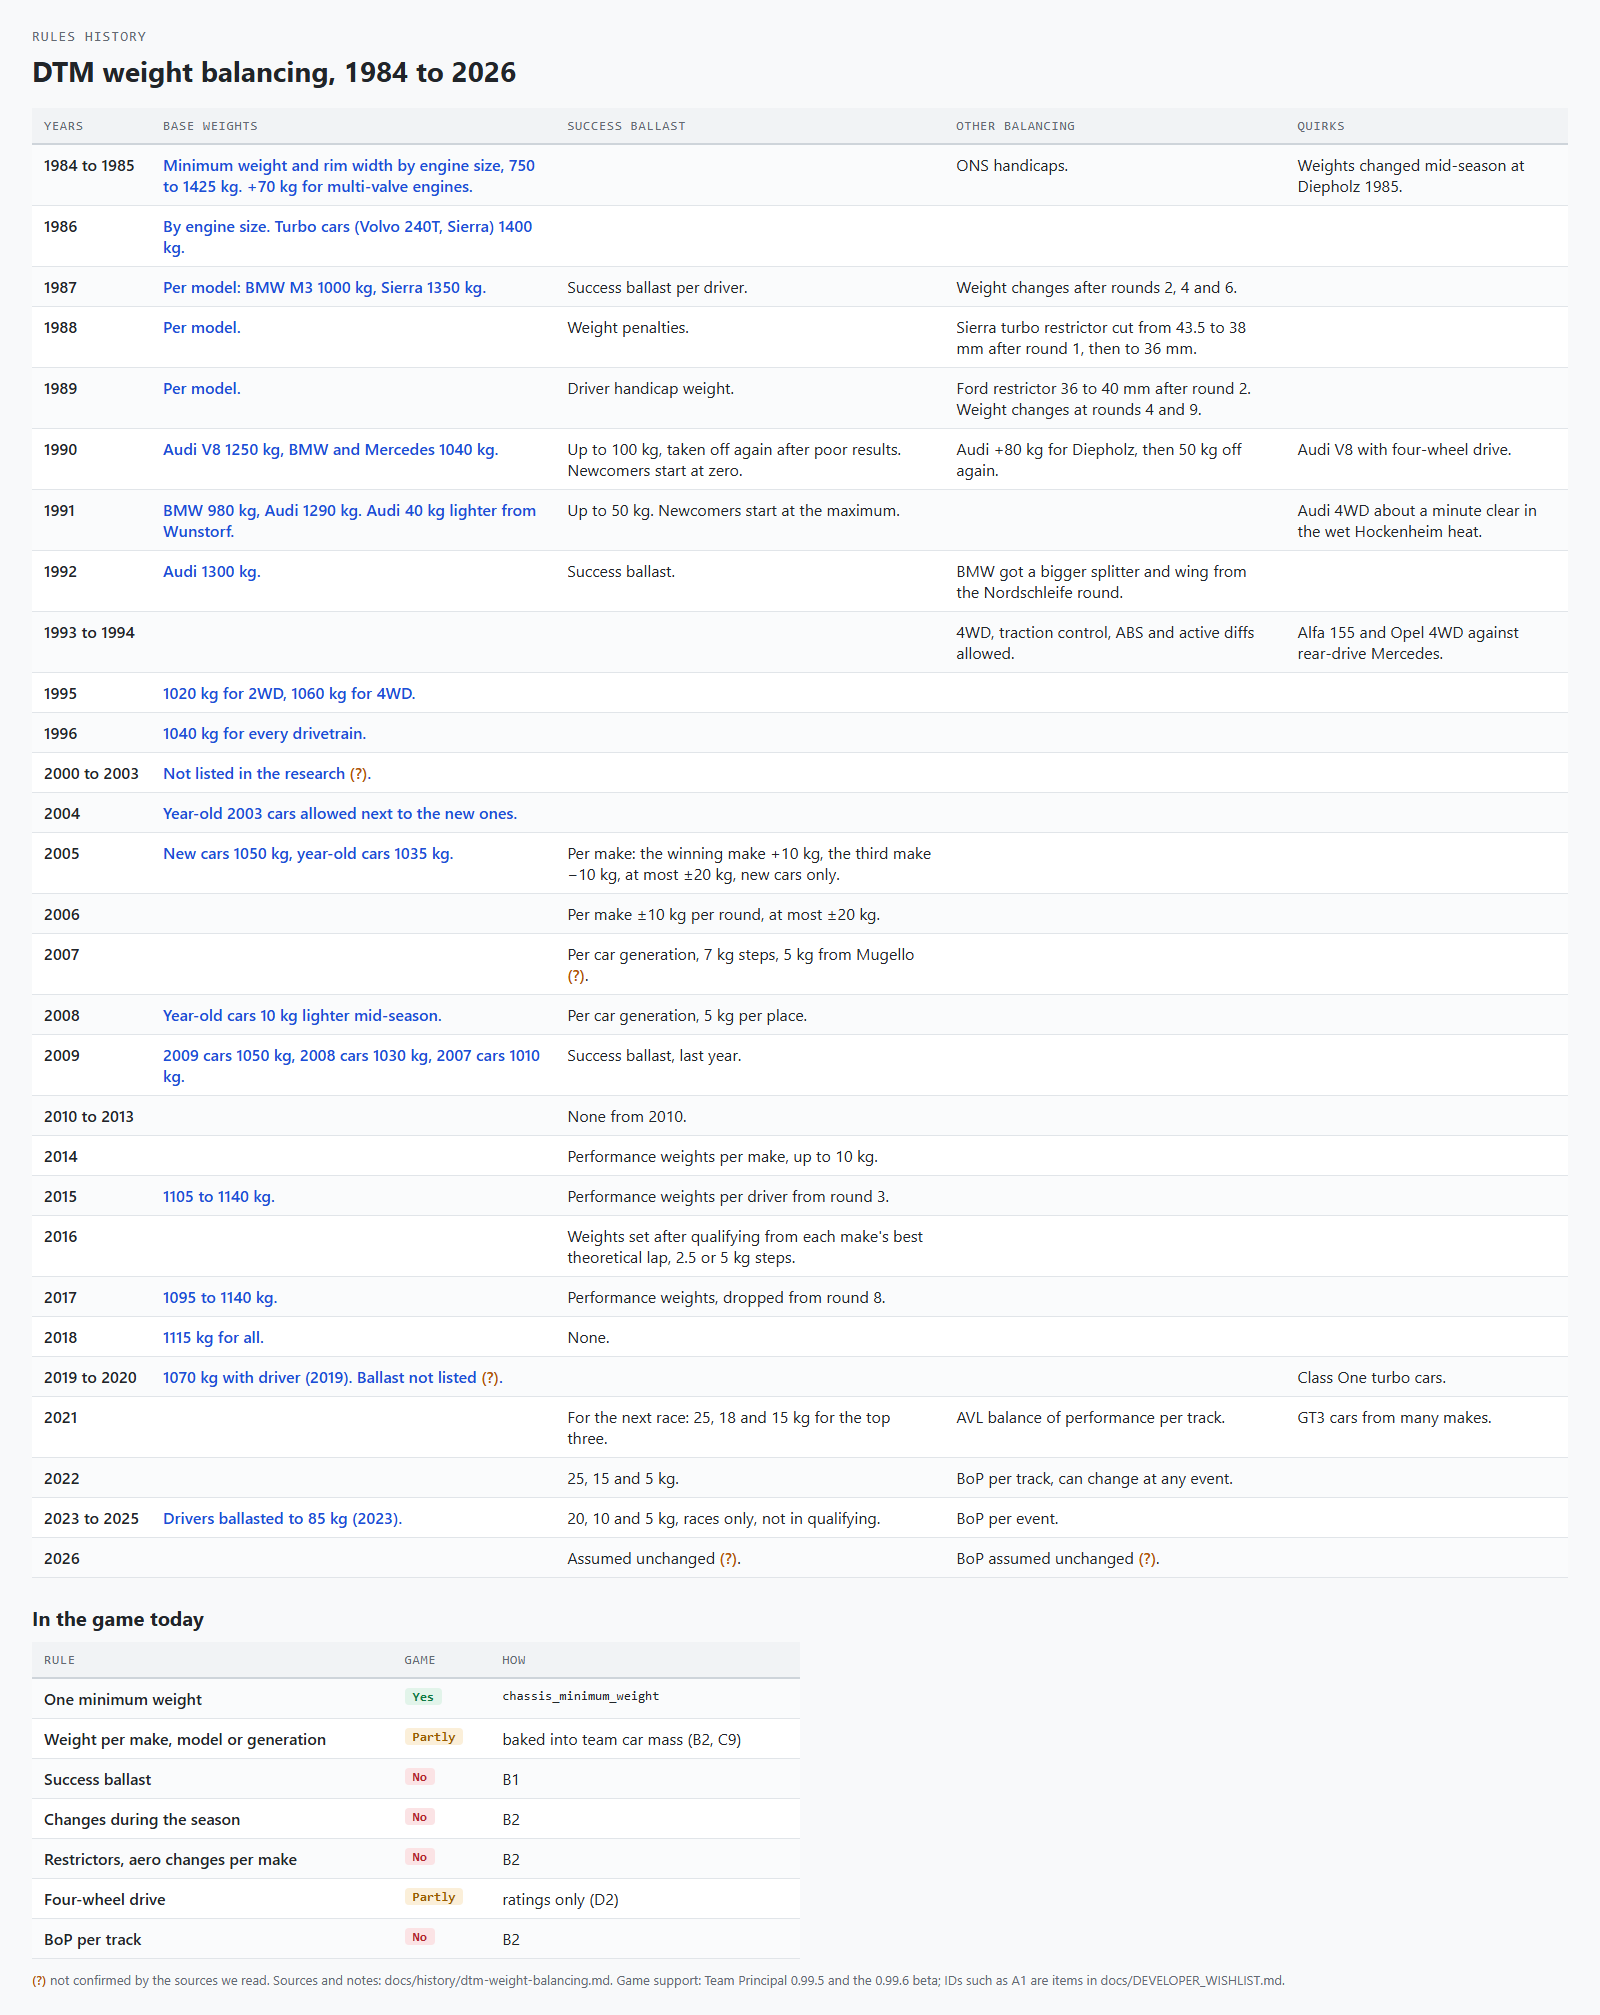 RULES HISTORY
DTM weight balancing, 1984 to 2026
YEARS BASE WEIGHTS SUCCESS BALLAST OTHER BALANCING QUIRKS
1984 to 1985 Minimum weight and rim width by engine size, 750 ONS handicaps. Weights changed mid-season at
to 1425 kg. +70 kg for multi-valve engines. Diepholz 1985.
1986 By engine size. Turbo cars (Volvo 240T, Sierra) 1400
kg.
1987 Per model: BMW M3 1000 kg, Sierra 1350 kg. Success ballast per driver. Weight changes after rounds 2, 4 and 6.
1988 Per model. Weight penalties. Sierra turbo restrictor cut from 43.5 to 38
mm after round 1, then to 36 mm.
1989 Per model. Driver handicap weight. Ford restrictor 36 to 40 mm after round 2.
Weight changes at rounds 4 and 9.
1990 Audi V8 1250 kg, BMW and Mercedes 1040 kg. Up to 100 kg, taken off again after poor results. Audi +80 kg for Diepholz, then 50 kg off Audi V8 with four-wheel drive.
Newcomers start at zero. again.
1991 BMW 980 kg, Audi 1290 kg. Audi 40 kg lighter from Up to 50 kg. Newcomers start at the maximum. Audi 4WD about a minute clear in
Wunstorf. the wet Hockenheim heat.
1992 Audi 1300 kg. Success ballast. BMW got a bigger splitter and wing from
the Nordschleife round.
1993 to 1994 4WD, traction control, ABS and active diffs Alfa 155 and Opel 4WD against
allowed. rear-drive Mercedes.
1995 1020 kg for 2WD, 1060 kg for 4WD.
1996 1040 kg for every drivetrain.
2000 to 2003 Not listed in the research (?).
2004 Year-old 2003 cars allowed next to the new ones.
2005 New cars 1050 kg, year-old cars 1035 kg. Per make: the winning make +10 kg, the third make
−10 kg, at most ±20 kg, new cars only.
2006 Per make ±10 kg per round, at most ±20 kg.
2007 Per car generation, 7 kg steps, 5 kg from Mugello
(?).
2008 Year-old cars 10 kg lighter mid-season. Per car generation, 5 kg per place.
2009 2009 cars 1050 kg, 2008 cars 1030 kg, 2007 cars 1010 Success ballast, last year.
kg.
2010 to 2013 None from 2010.
2014 Performance weights per make, up to 10 kg.
2015 1105 to 1140 kg. Performance weights per driver from round 3.
2016 Weights set after qualifying from each make's best
theoretical lap, 2.5 or 5 kg steps.
2017 1095 to 1140 kg. Performance weights, dropped from round 8.
2018 1115 kg for all. None.
2019 to 2020 1070 kg with driver (2019). Ballast not listed (?). Class One turbo cars.
2021 For the next race: 25, 18 and 15 kg for the top AVL balance of performance per track. GT3 cars from many makes.
three.
2022 25, 15 and 5 kg. BoP per track, can change at any event.
2023 to 2025 Drivers ballasted to 85 kg (2023). 20, 10 and 5 kg, races only, not in qualifying. BoP per event.
2026 Assumed unchanged (?). BoP assumed unchanged (?).
In the game today
RULE GAME HOW
One minimum weight Yes chassis_minimum_weight
Weight per make, model or generation Partly baked into team car mass (B2, C9)
Success ballast No B1
Changes during the season No B2
Restrictors, aero changes per make No B2
Four-wheel drive Partly ratings only (D2)
BoP per track No B2
(?) not confirmed by the sources we read. Sources and notes: docs/history/dtm-weight-balancing.md. Game support: Team Principal 0.99.5 and the 0.99.6 beta; IDs such as A1 are items in docs/DEVELOPER_WISHLIST.md.